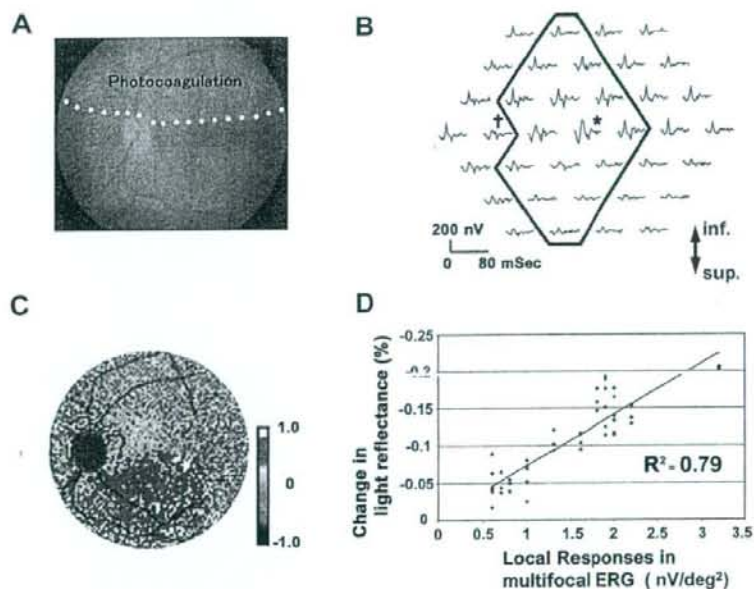 A
Photocoagulation
B
†
*
200 nV
0 80 mSec
inf.
sup.
C
1.0
0
-1.0
D
Change in
light reflectance (%)
-0.25
-0.2
-0.15
-0.1
-0.05
0
R² = 0.79
0 0.5 1 1.5 2 2.5 3 3.5
Local Responses in
multifocal ERG ( nV/deg²)